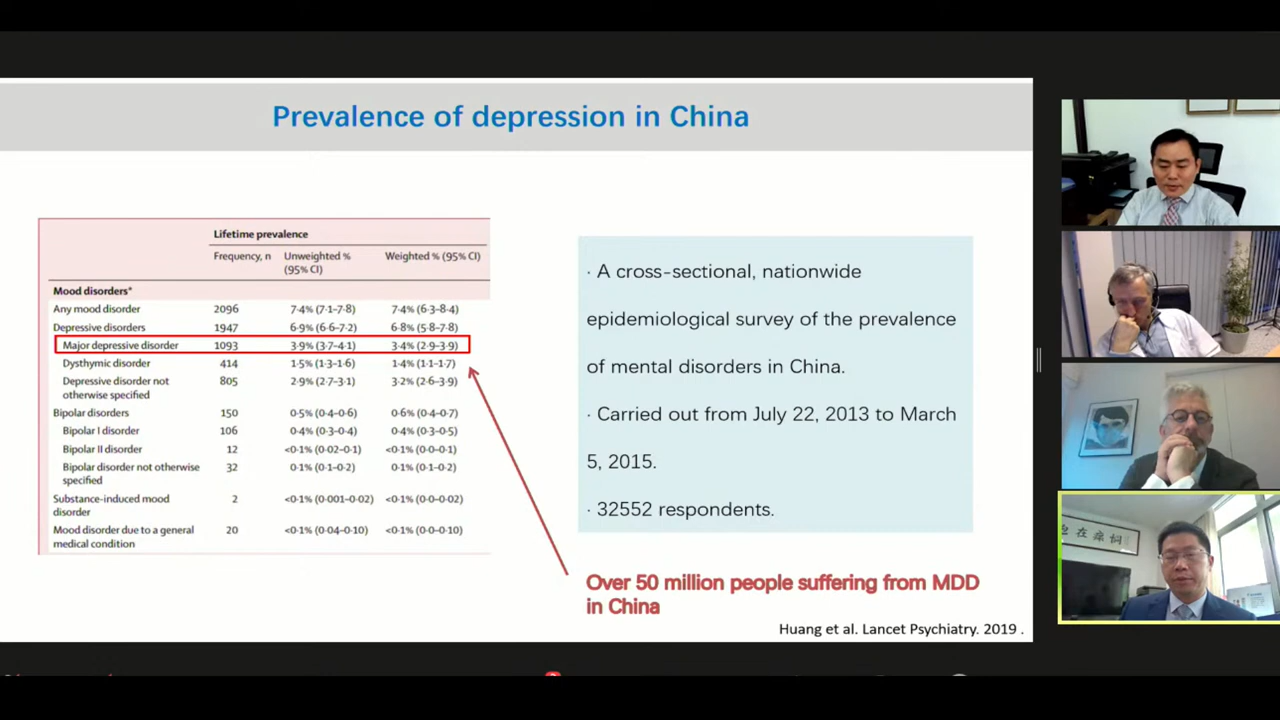 Prevalence of depression in China
Lifetime prevalence
Frequency, n Unweighted % Weighted % (95% CI)
(95% CI)
Mood disorders*
Any mood disorder 2096 7·4% (7·1–7·8) 7·4% (6·3–8·4)
Depressive disorders 1947 6·9% (6·6–7·2) 6·8% (5·8–7·8)
Major depressive disorder 1093 3·9% (3·7–4·1) 3·4% (2·9–3·9)
Dysthymic disorder 414 1·5% (1·3–1·6) 1·4% (1·1–1·7)
Depressive disorder not 805 2·9% (2·7–3·1) 3·2% (2·6–3·9)
otherwise specified
Bipolar disorders 150 0·5% (0·4–0·6) 0·6% (0·4–0·7)
Bipolar I disorder 106 0·4% (0·3–0·4) 0·4% (0·3–0·5)
Bipolar II disorder 12 <0·1% (0·02–0·1) <0·1% (0·0–0·1)
Bipolar disorder not otherwise 32 0·1% (0·1–0·2) 0·1% (0·1–0·2)
specified
Substance-induced mood 2 <0·1% (0·001–0·02) <0·1% (0·0–0·02)
disorder
Mood disorder due to a general 20 <0·1% (0·04–0·10) <0·1% (0·0–0·10)
medical condition
· A cross-sectional, nationwide
epidemiological survey of the prevalence
of mental disorders in China.
· Carried out from July 22, 2013 to March
5, 2015.
· 32552 respondents.
Over 50 million people suffering from MDD
in China
Huang et al. Lancet Psychiatry. 2019 .